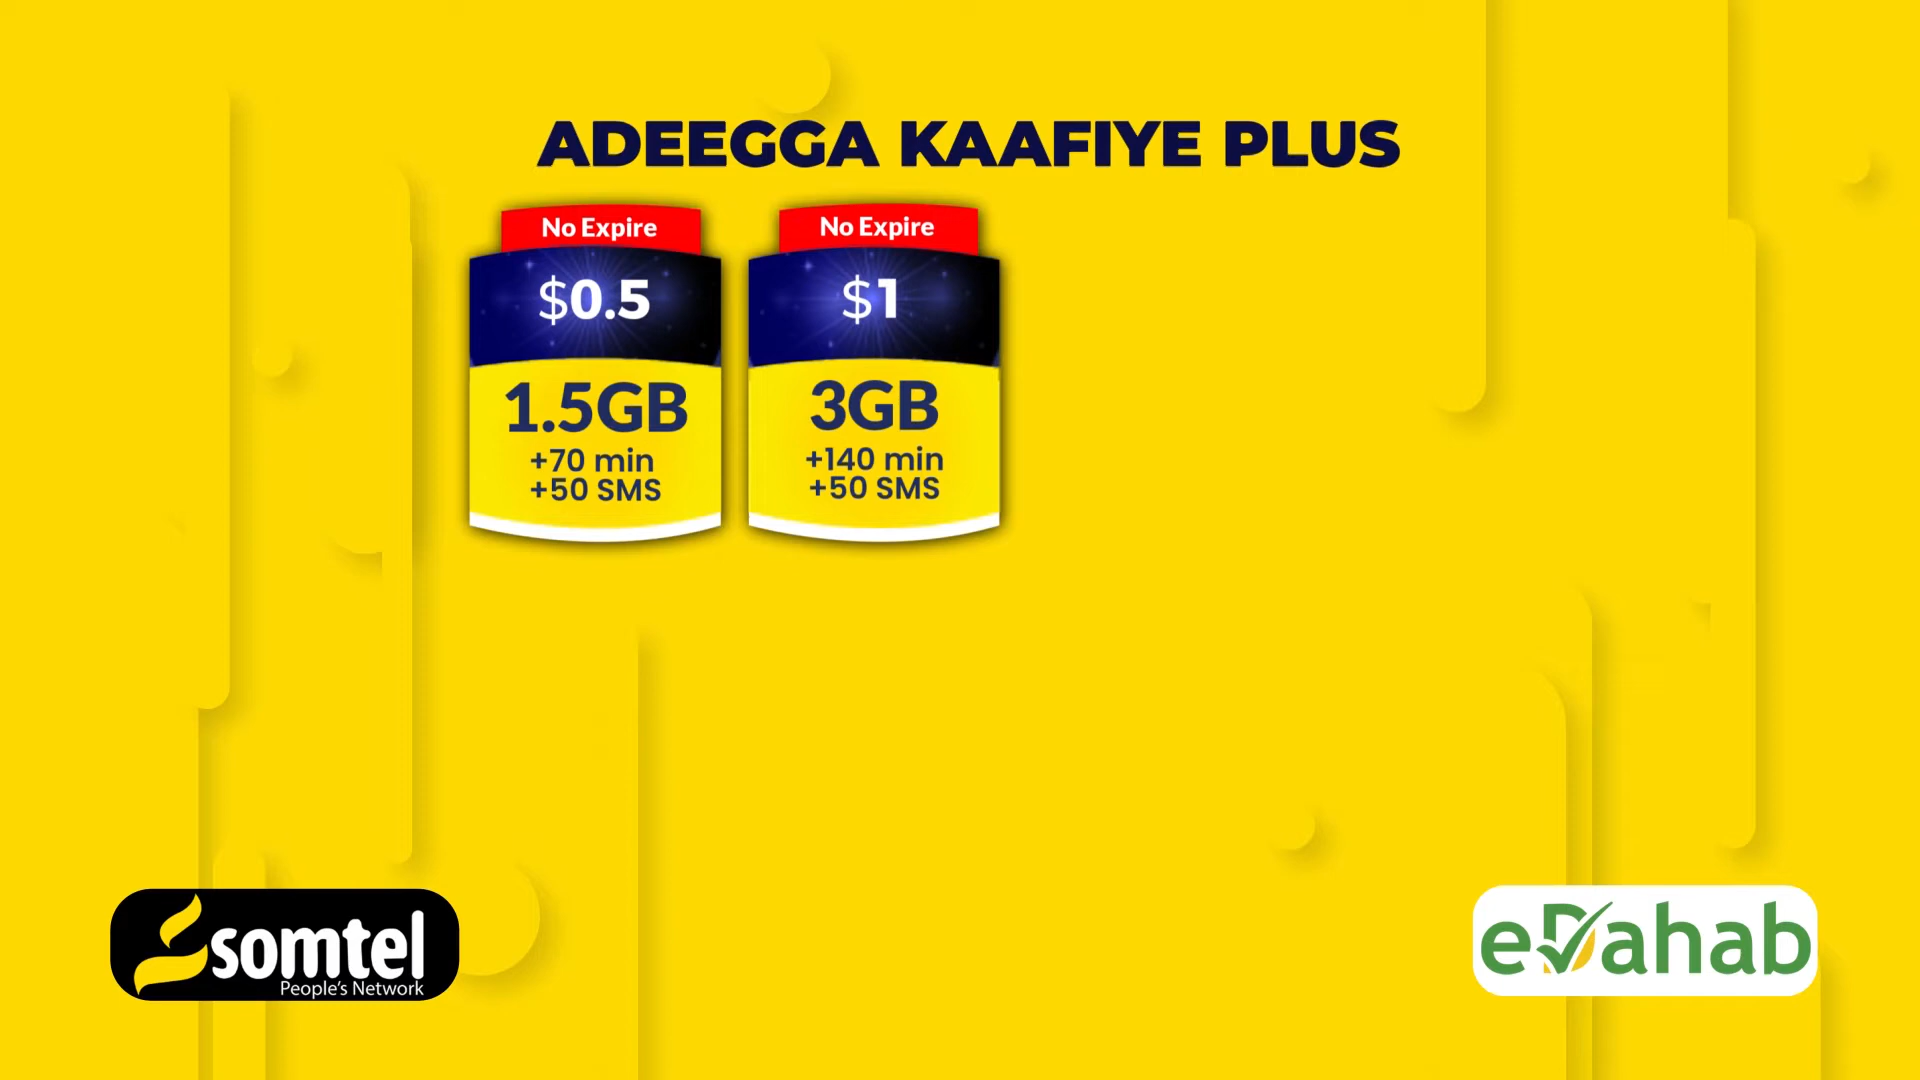 ADEEGGA KAAFIYE PLUS
No Expire
$0.5
1.5GB
+70 min
+50 SMS
No Expire
$1
3GB
+140 min
+50 SMS
somtel
People's Network
eDahab